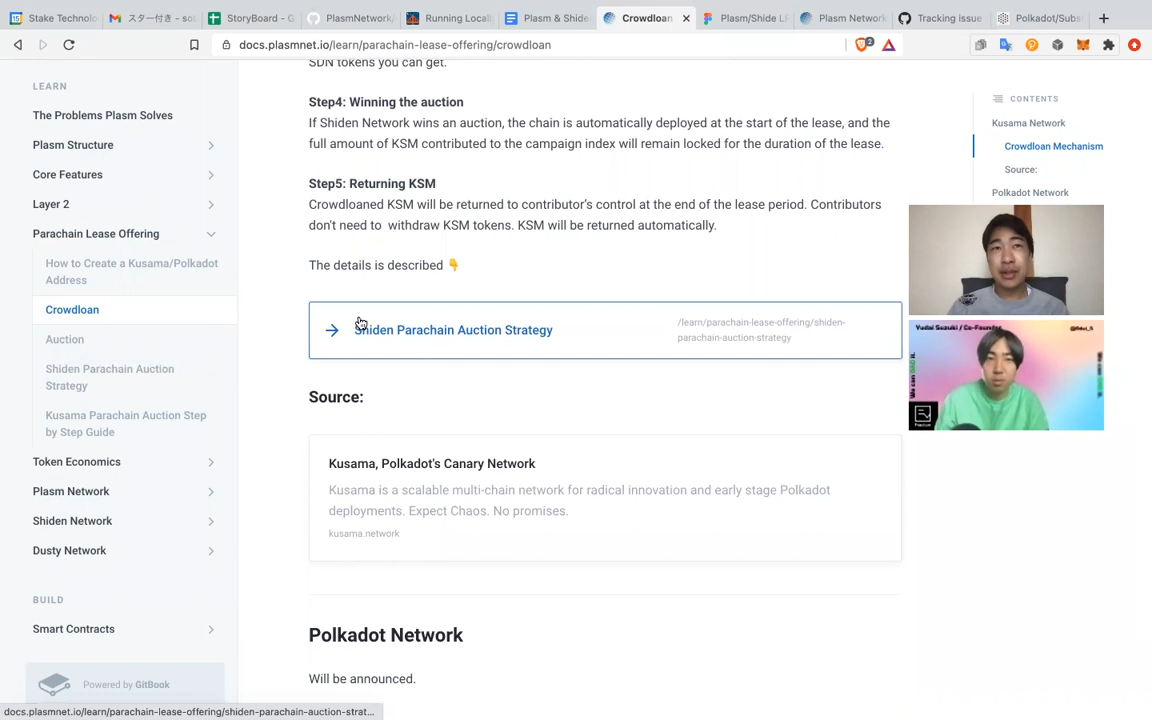 Stake Technolo
スター付き - so
StoryBoard - G
PlasmNetwork/
Running Locall
Plasm & Shide
Crowdloan
Plasm/Shide LP
Plasm Network
Tracking issue
Polkadot/Subs
docs.plasmnet.io/learn/parachain-lease-offering/crowdloan
2
LEARN
The Problems Plasm Solves
Plasm Structure
Core Features
Layer 2
Parachain Lease Offering
How to Create a Kusama/Polkadot
Address
Crowdloan
Auction
Shiden Parachain Auction
Strategy
Kusama Parachain Auction Step
by Step Guide
Token Economics
Plasm Network
Shiden Network
Dusty Network
BUILD
Smart Contracts
Powered by GitBook
SDN tokens you can get.
Step4: Winning the auction
If Shiden Network wins an auction, the chain is automatically deployed at the start of the lease, and the
full amount of KSM contributed to the campaign index will remain locked for the duration of the lease.
Step5: Returning KSM
Crowdloaned KSM will be returned to contributor's control at the end of the lease period. Contributors
don't need to withdraw KSM tokens. KSM will be returned automatically.
The details is described 👇
Shiden Parachain Auction Strategy
/learn/parachain-lease-offering/shiden-
parachain-auction-strategy
Source:
Kusama, Polkadot's Canary Network
Kusama is a scalable multi-chain network for radical innovation and early stage Polkadot
deployments. Expect Chaos. No promises.
kusama.network
Polkadot Network
Will be announced.
CONTENTS
Kusama Network
Crowdloan Mechanism
Source:
Polkadot Network
Yudai Suzuki / Co-Founder
docs.plasmnet.io/learn/parachain-lease-offering/shiden-parachain-auction-strat...